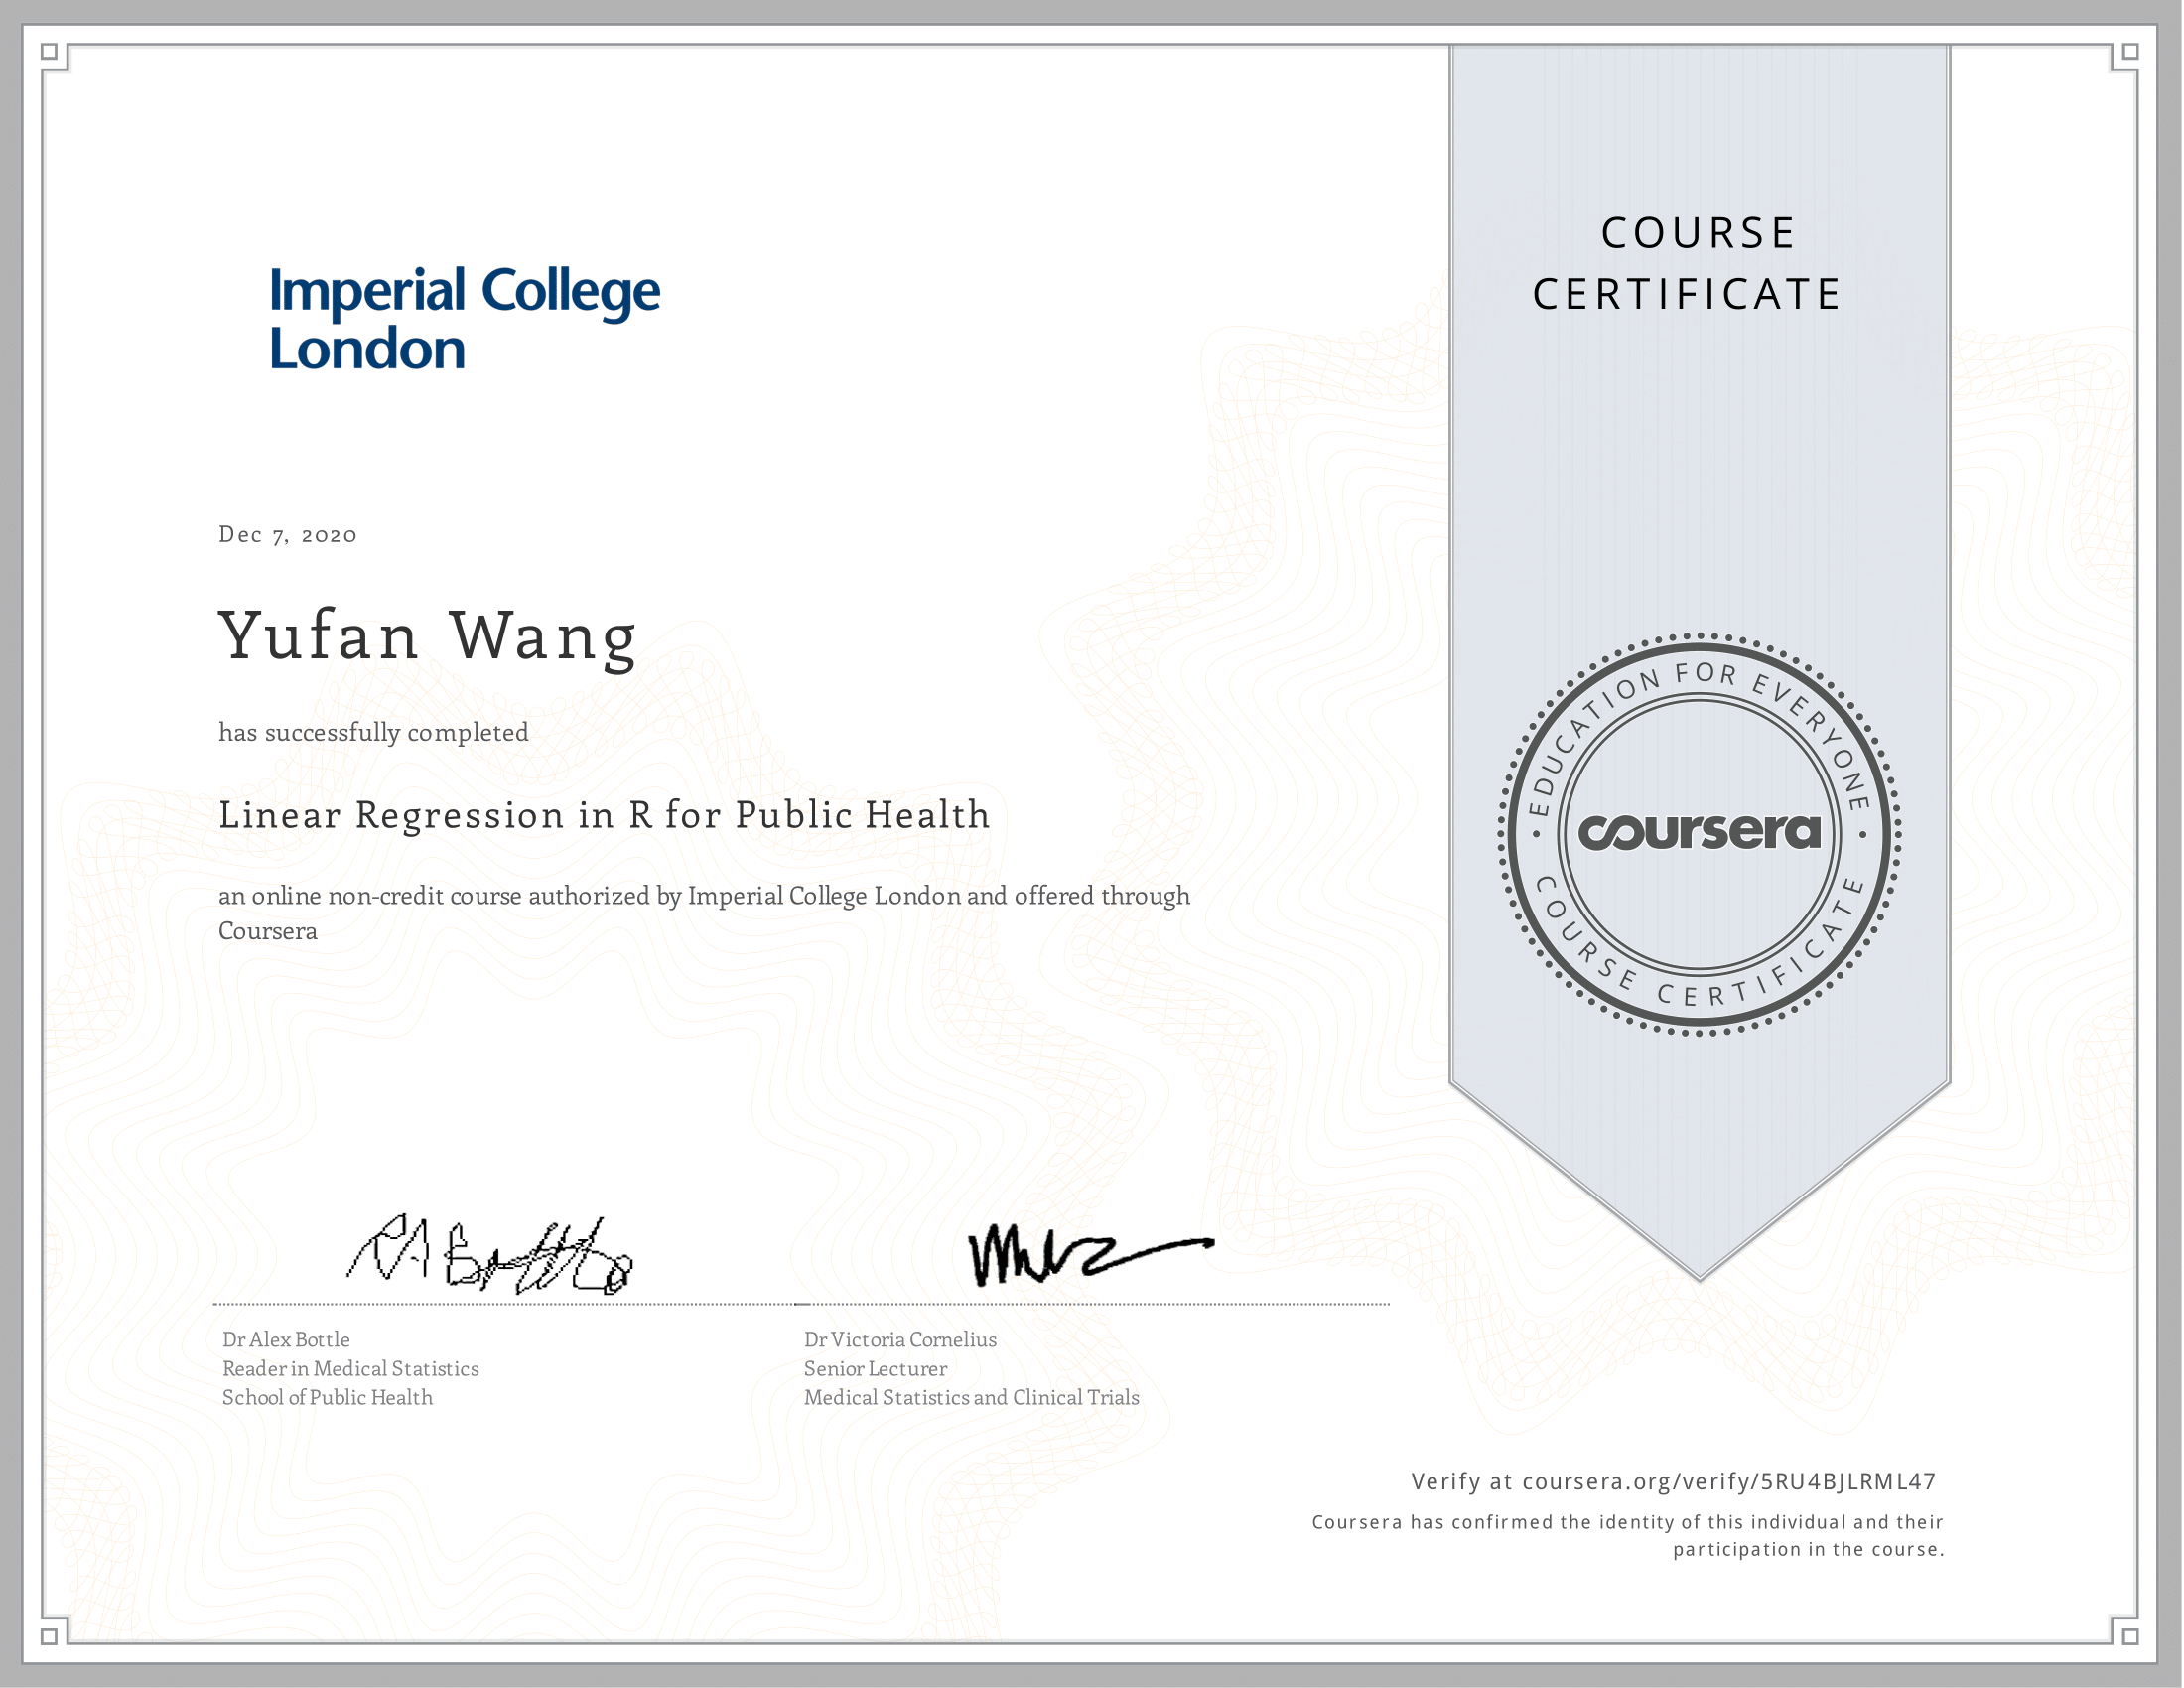 Imperial College
London
COURSE
CERTIFICATE
Dec 7, 2020
Yufan Wang
has successfully completed
Linear Regression in R for Public Health
an online non-credit course authorized by Imperial College London and offered through
Coursera
EDUCATION FOR EVERYONE
coursera
COURSE CERTIFICATE
Dr Alex Bottle
Reader in Medical Statistics
School of Public Health
Dr Victoria Cornelius
Senior Lecturer
Medical Statistics and Clinical Trials
Verify at coursera.org/verify/5RU4BJLRML47
Coursera has confirmed the identity of this individual and their
participation in the course.